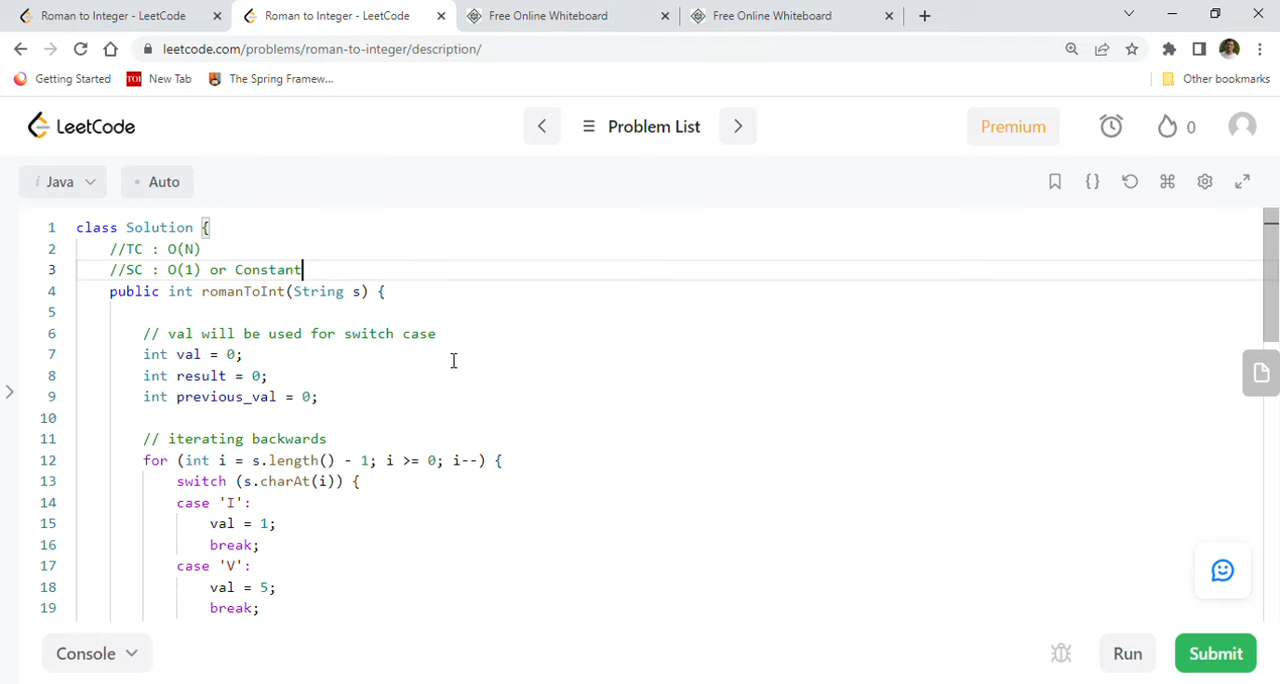 Roman to Integer - LeetCode
Roman to Integer - LeetCode
Free Online Whiteboard
Free Online Whiteboard
leetcode.com/problems/roman-to-integer/description/
Getting Started
TOI New Tab
The Spring Framew...
Other bookmarks
LeetCode
Problem List
Premium
0
i Java
Auto
1 class Solution {
2 //TC : O(N)
3 //SC : O(1) or Constant
4 public int romanToInt(String s) {
5
6 // val will be used for switch case
7 int val = 0;
8 int result = 0;
9 int previous_val = 0;
10
11 // iterating backwards
12 for (int i = s.length() - 1; i >= 0; i--) {
13 switch (s.charAt(i)) {
14 case 'I':
15 val = 1;
16 break;
17 case 'V':
18 val = 5;
19 break;
Console
Run
Submit